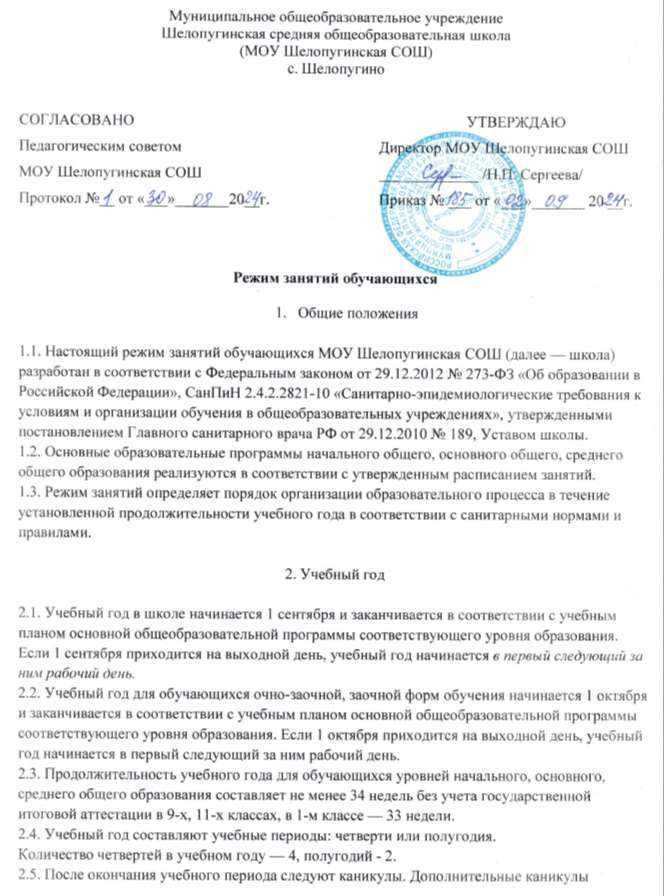 Муниципальное общеобразовательное учреждение
Шелопугинская средняя общеобразовательная школа
(МОУ Шелопугинская СОШ)
с. Шелопугино
СОГЛАСОВАНО
Педагогическим советом
МОУ Шелопугинская СОШ
Протокол № 1 от «30» 08 2024г.
УТВЕРЖДАЮ
Директор МОУ Шелопугинская СОШ
/Н.П. Сергеева/
Приказ № 185 от «02» 09 2024г.
Режим занятий обучающихся
1. Общие положения
1.1. Настоящий режим занятий обучающихся МОУ Шелопугинская СОШ (далее — школа)
разработан в соответствии с Федеральным законом от 29.12.2012 № 273-ФЗ «Об образовании в
Российской Федерации», СанПиН 2.4.2.2821-10 «Санитарно-эпидемиологические требования к
условиям и организации обучения в общеобразовательных учреждениях», утвержденными
постановлением Главного санитарного врача РФ от 29.12.2010 № 189, Уставом школы.
1.2. Основные образовательные программы начального общего, основного общего, среднего
общего образования реализуются в соответствии с утвержденным расписанием занятий.
1.3. Режим занятий определяет порядок организации образовательного процесса в течение
установленной продолжительности учебного года в соответствии с санитарными нормами и
правилами.
2. Учебный год
2.1. Учебный год в школе начинается 1 сентября и заканчивается в соответствии с учебным
планом основной общеобразовательной программы соответствующего уровня образования.
Если 1 сентября приходится на выходной день, учебный год начинается в первый следующий за
ним рабочий день.
2.2. Учебный год для обучающихся очно-заочной, заочной форм обучения начинается 1 октября
и заканчивается в соответствии с учебным планом основной общеобразовательной программы
соответствующего уровня образования. Если 1 октября приходится на выходной день, учебный
год начинается в первый следующий за ним рабочий день.
2.3. Продолжительность учебного года для обучающихся уровней начального, основного,
среднего общего образования составляет не менее 34 недель без учета государственной
итоговой аттестации в 9-х, 11-х классах, в 1-м классе — 33 недели.
2.4. Учебный год составляют учебные периоды: четверти или полугодия.
Количество четвертей в учебном году — 4, полугодий - 2.
2.5. После окончания учебного периода следуют каникулы. Дополнительные каникулы